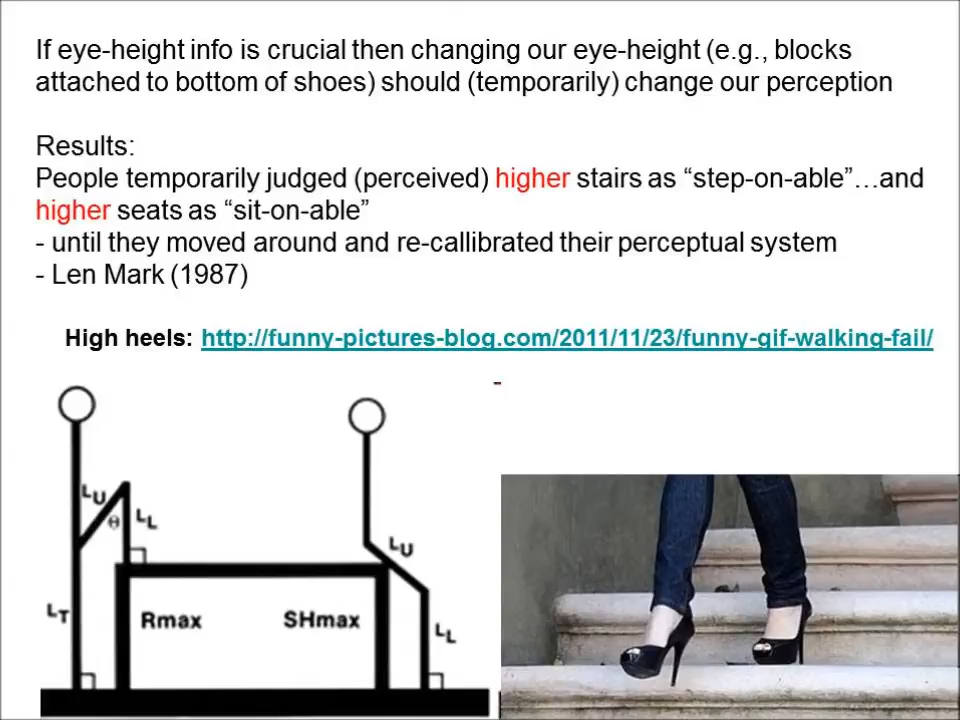 If eye-height info is crucial then changing our eye-height (e.g., blocks
attached to bottom of shoes) should (temporarily) change our perception
Results:
People temporarily judged (perceived) higher stairs as “step-on-able”…and
higher seats as “sit-on-able”
- until they moved around and re-callibrated their perceptual system
- Len Mark (1987)
High heels: http://funny-pictures-blog.com/2011/11/23/funny-gif-walking-fail/
LU
θ
LL
LU
LT
Rmax
SHmax
LL